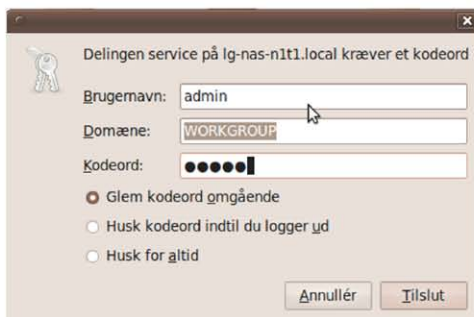 Delingen service på lg-nas-n1t1.local kræver et kodeord
Brugernavn: admin
Domæne: WORKGROUP
Kodeord: ●●●●●
Glem kodeord omgående
Husk kodeord indtil du logger ud
Husk for altid
Annullér Tilslut